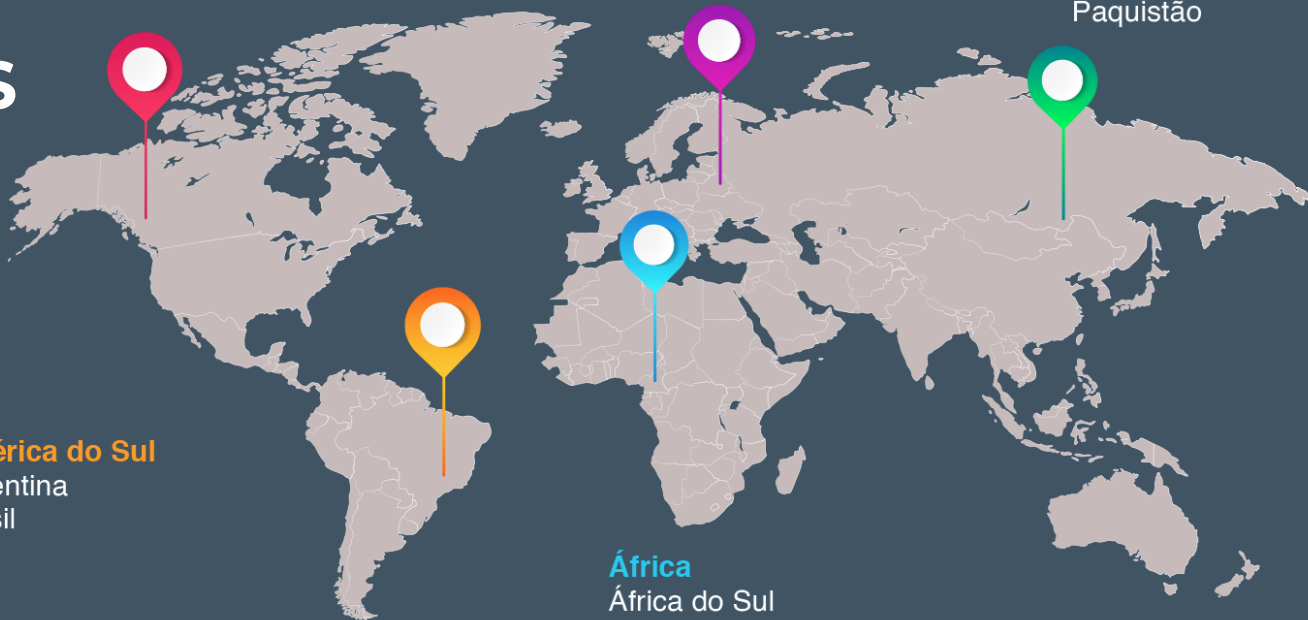 Paquistão
s
érica do Sul
entina
sil
África
África do Sul